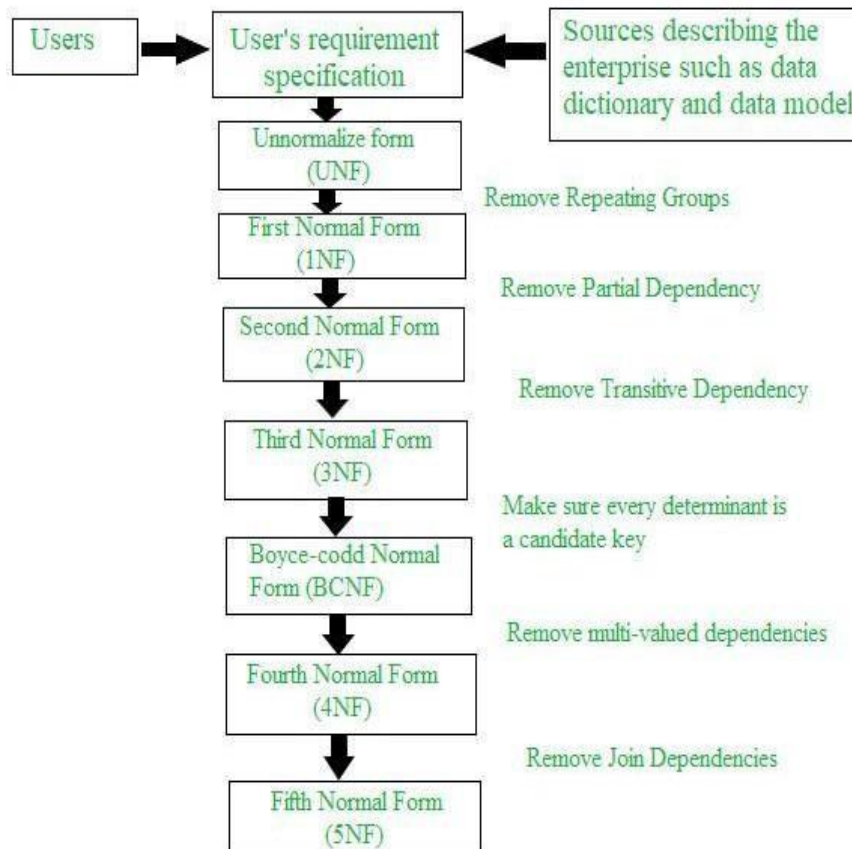 Users
User's requirement
specification
Sources describing the
enterprise such as data
dictionary and data model
Unnormalize form
(UNF)
Remove Repeating Groups
First Normal Form
(1NF)
Remove Partial Dependency
Second Normal Form
(2NF)
Remove Transitive Dependency
Third Normal Form
(3NF)
Make sure every determinant is
a candidate key
Boyce-codd Normal
Form (BCNF)
Remove multi-valued dependencies
Fourth Normal Form
(4NF)
Remove Join Dependencies
Fifth Normal Form
(5NF)